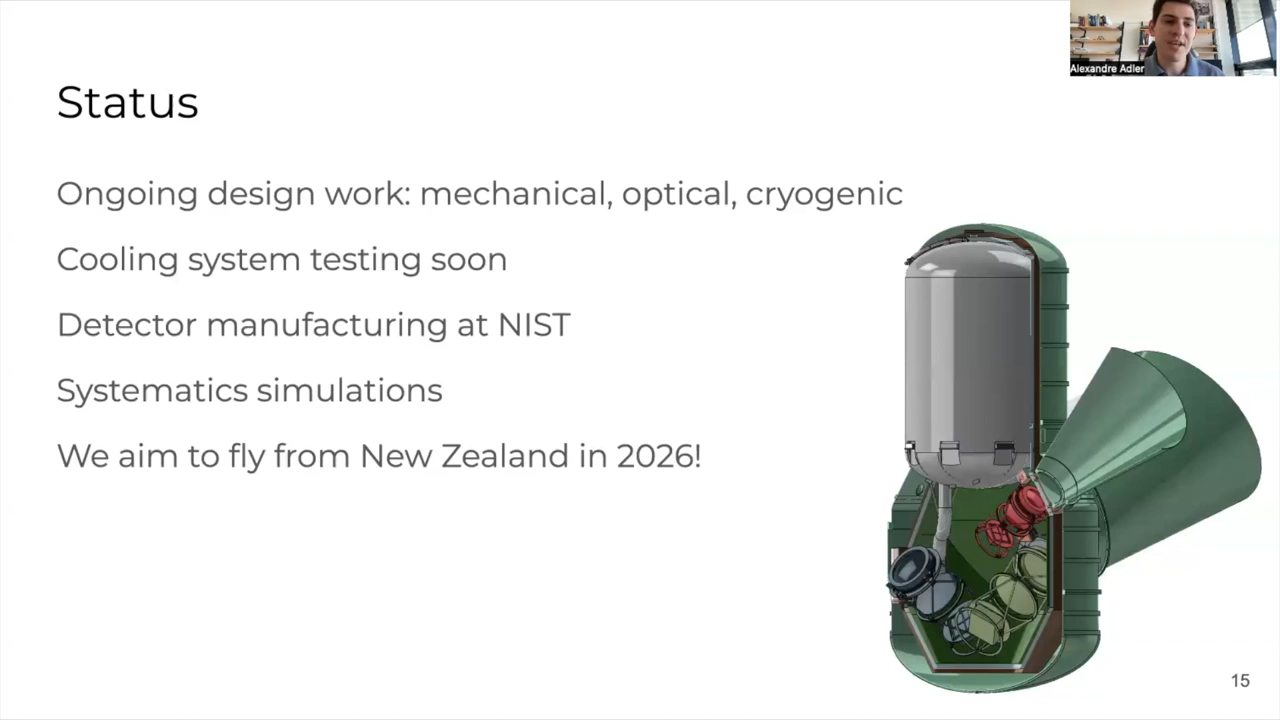 Alexandre Adler
Status
Ongoing design work: mechanical, optical, cryogenic
Cooling system testing soon
Detector manufacturing at NIST
Systematics simulations
We aim to fly from New Zealand in 2026!
15